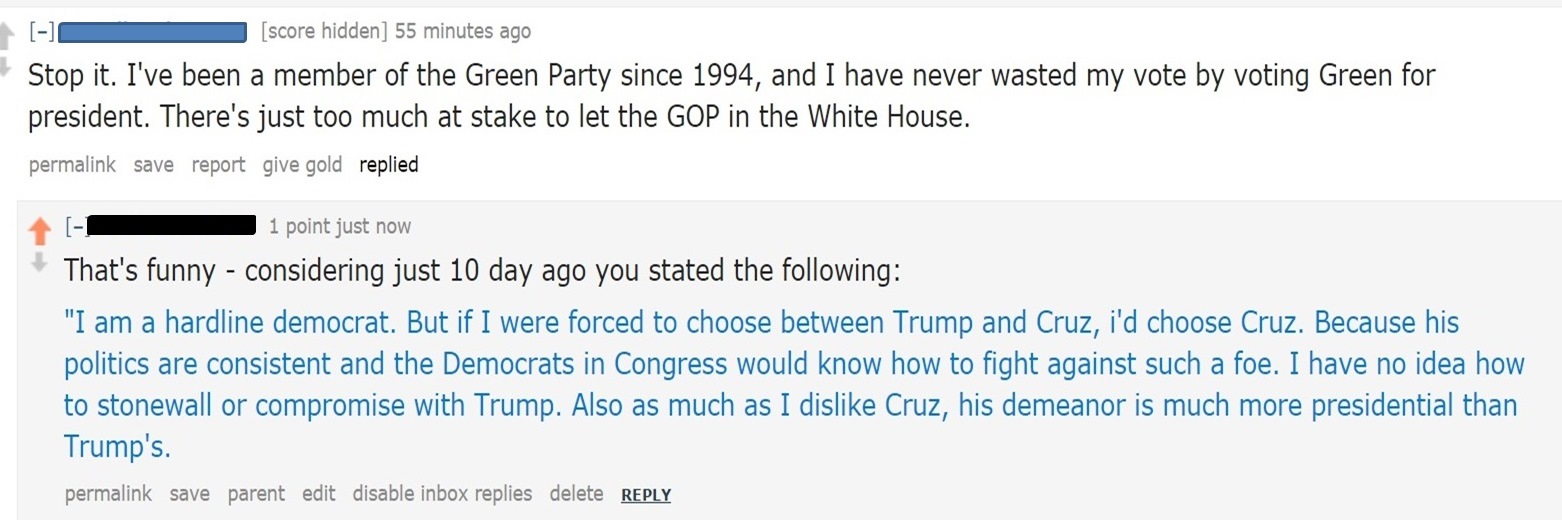 [-] [score hidden] 55 minutes ago
Stop it. I've been a member of the Green Party since 1994, and I have never wasted my vote by voting Green for
president. There's just too much at stake to let the GOP in the White House.
permalink save report give gold replied
[-] 1 point just now
That's funny - considering just 10 day ago you stated the following:
"I am a hardline democrat. But if I were forced to choose between Trump and Cruz, i'd choose Cruz. Because his
politics are consistent and the Democrats in Congress would know how to fight against such a foe. I have no idea how
to stonewall or compromise with Trump. Also as much as I dislike Cruz, his demeanor is much more presidential than
Trump's.
permalink save parent edit disable inbox replies delete REPLY